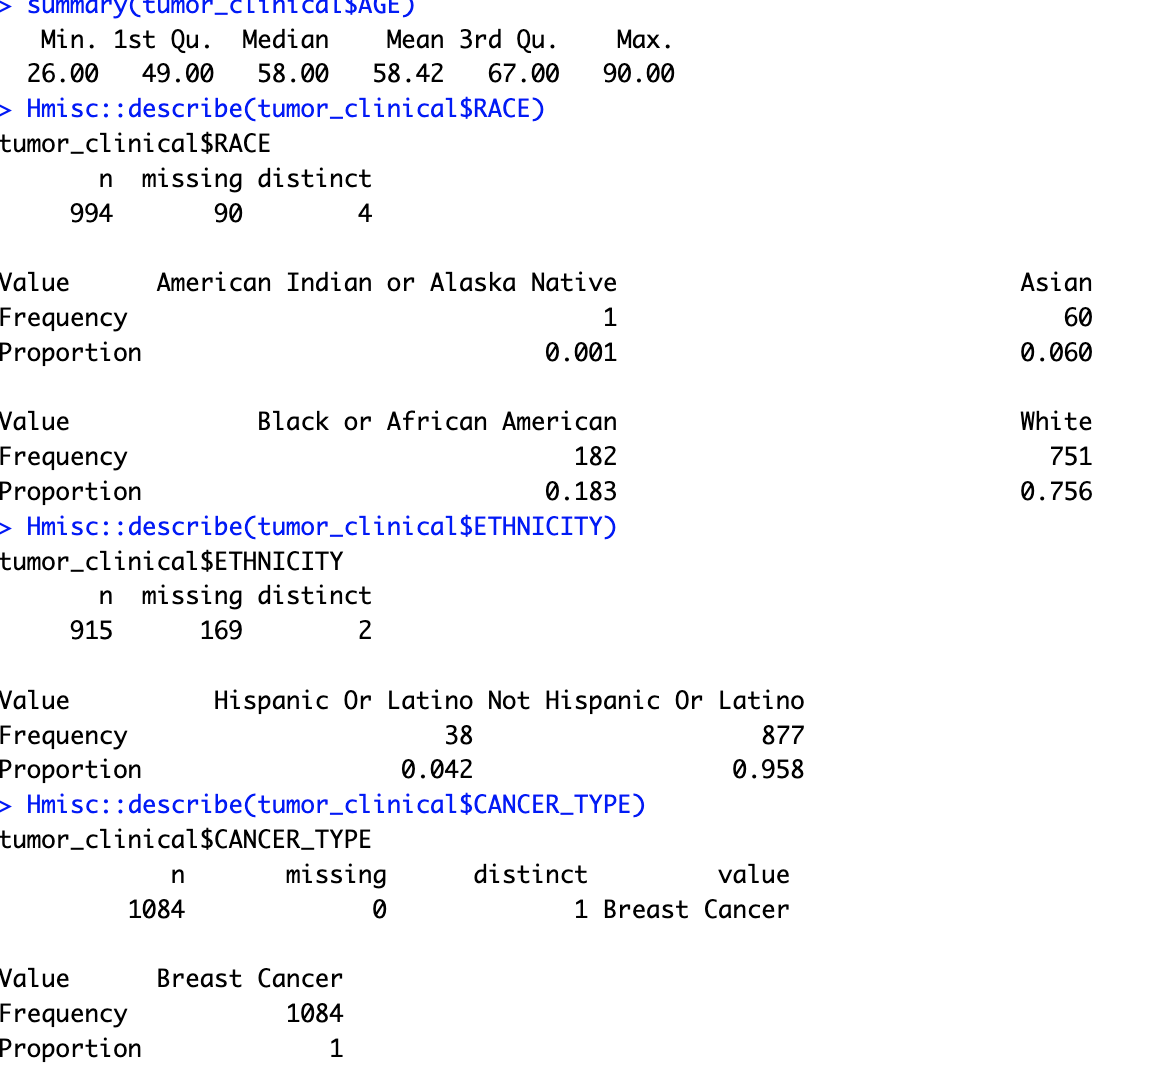 > summary(tumor_clinical$AGE)
Min. 1st Qu. Median Mean 3rd Qu. Max.
26.00 49.00 58.00 58.42 67.00 90.00
> Hmisc::describe(tumor_clinical$RACE)
tumor_clinical$RACE
n missing distinct
994 90 4
Value American Indian or Alaska Native Asian
Frequency 1 60
Proportion 0.001 0.060
Value Black or African American White
Frequency 182 751
Proportion 0.183 0.756
> Hmisc::describe(tumor_clinical$ETHNICITY)
tumor_clinical$ETHNICITY
n missing distinct
915 169 2
Value Hispanic Or Latino Not Hispanic Or Latino
Frequency 38 877
Proportion 0.042 0.958
> Hmisc::describe(tumor_clinical$CANCER_TYPE)
tumor_clinical$CANCER_TYPE
n missing distinct value
1084 0 1 Breast Cancer
Value Breast Cancer
Frequency 1084
Proportion 1